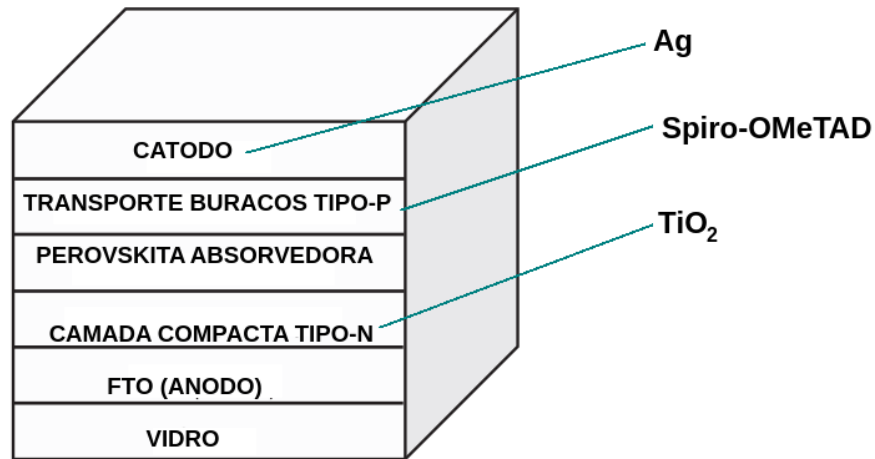 Ag
CATODO
Spiro-OMeTAD
TRANSPORTE BURACOS TIPO-P
TiO2
PEROVSKITA ABSORVEDORA
CAMADA COMPACTA TIPO-N
FTO (ANODO)
VIDRO